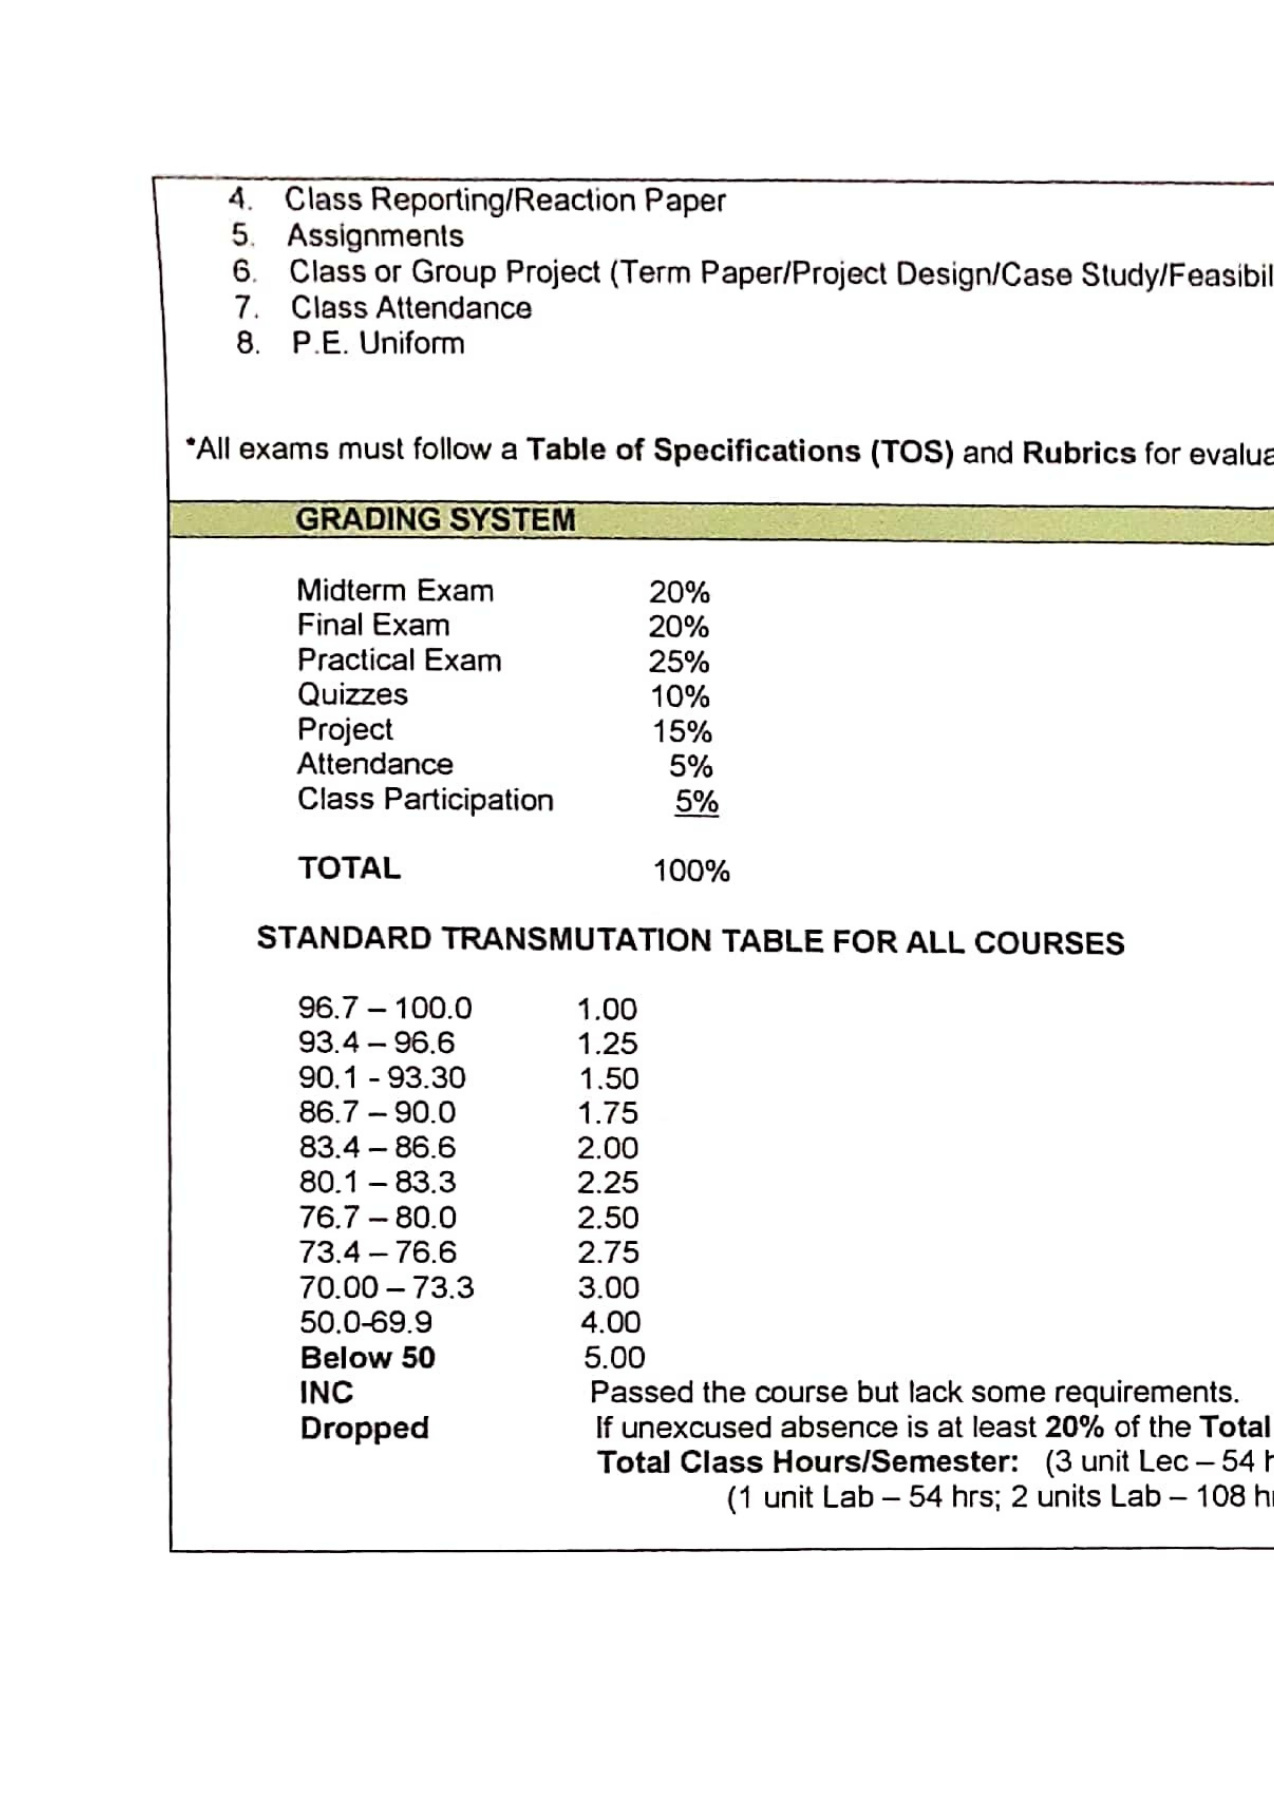 4. Class Reporting/Reaction Paper
5. Assignments
6. Class or Group Project (Term Paper/Project Design/Case Study/Feasibil
7. Class Attendance
8. P.E. Uniform
*All exams must follow a Table of Specifications (TOS) and Rubrics for evalua
GRADING SYSTEM
Midterm Exam 20%
Final Exam 20%
Practical Exam 25%
Quizzes 10%
Project 15%
Attendance 5%
Class Participation 5%
TOTAL 100%
STANDARD TRANSMUTATION TABLE FOR ALL COURSES
96.7 – 100.0 1.00
93.4 – 96.6 1.25
90.1 - 93.30 1.50
86.7 – 90.0 1.75
83.4 – 86.6 2.00
80.1 – 83.3 2.25
76.7 – 80.0 2.50
73.4 – 76.6 2.75
70.00 – 73.3 3.00
50.0-69.9 4.00
Below 50 5.00
INC Passed the course but lack some requirements.
Dropped If unexcused absence is at least 20% of the Total
Total Class Hours/Semester: (3 unit Lec – 54 h
(1 unit Lab – 54 hrs; 2 units Lab – 108 hr